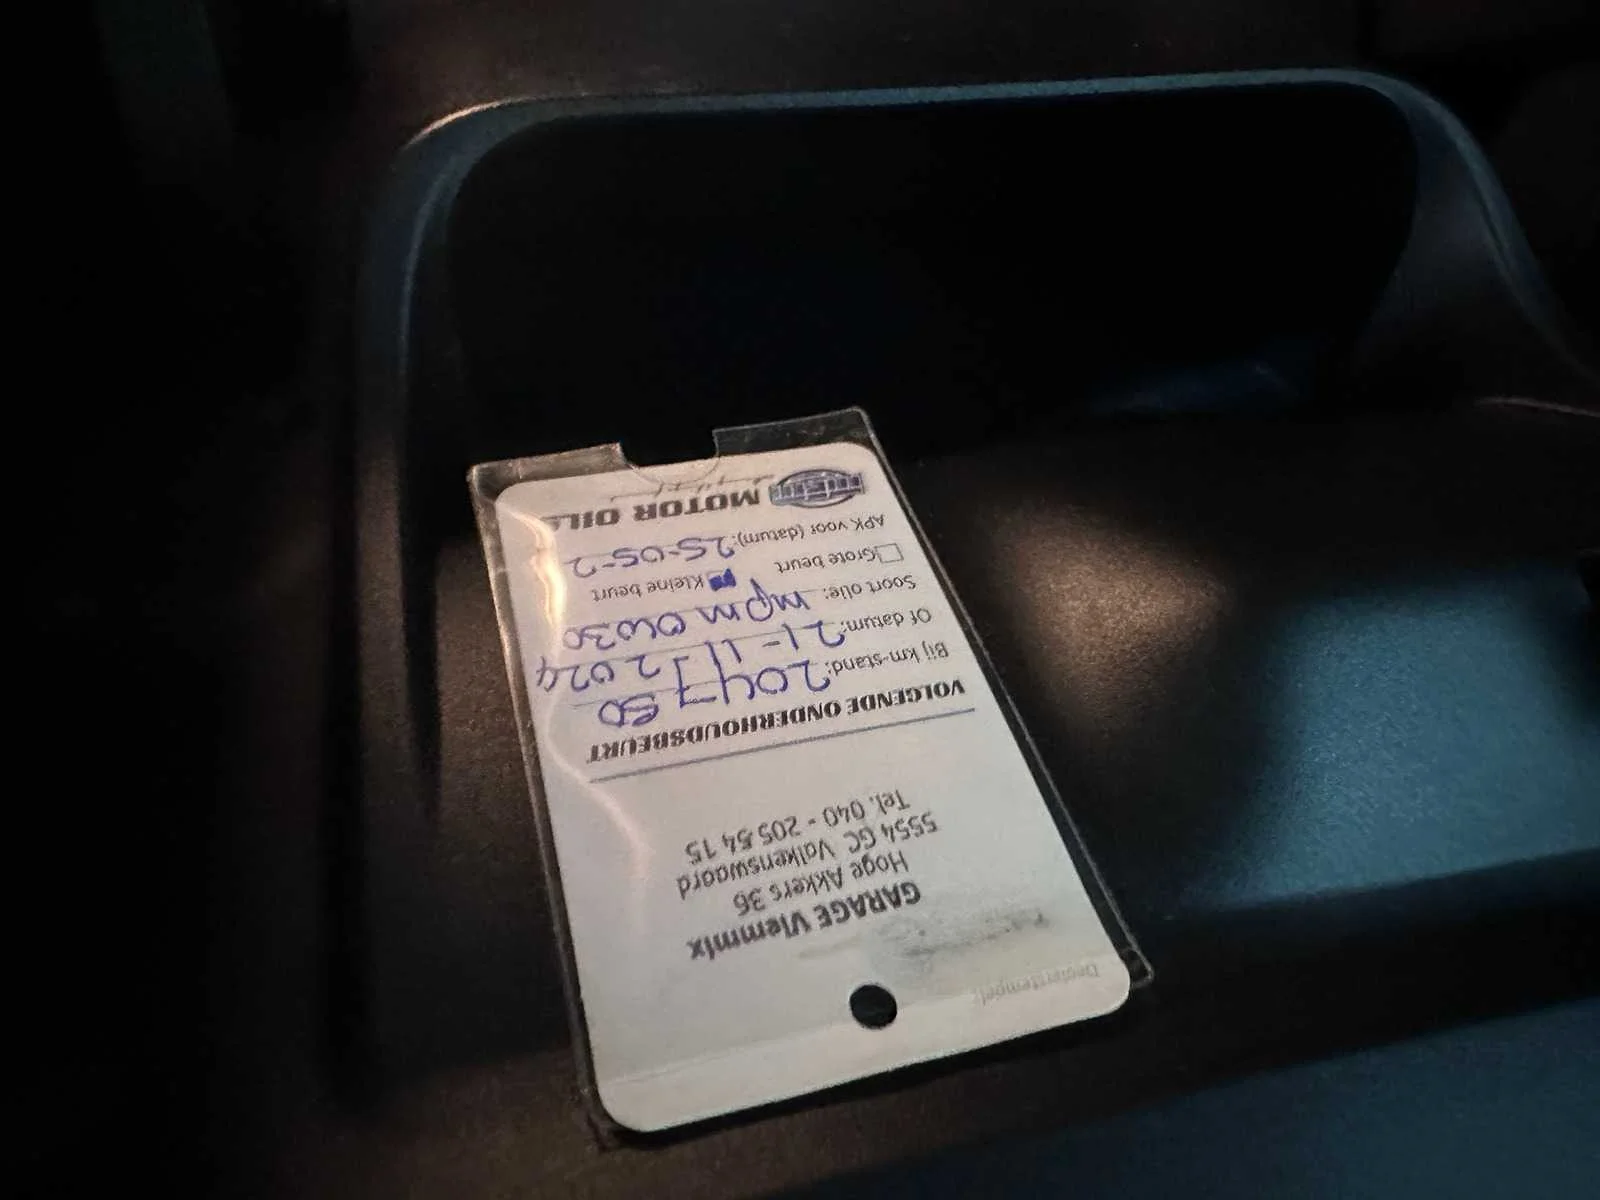 Dealerstempel:
GARAGE Vlemmix
Hoge Akkers 36
5554 GC Valkenswaard
Tel. 040 - 205 54 15
VOLGENDE ONDERHOUDSBEURT
Bij km-stand: 204750
Of datum: 21-11-2024
Soort olie: mpm 0w30
Grote beurt Kleine beurt
APK voor (datum): 25-05-2
MOTOR OILS